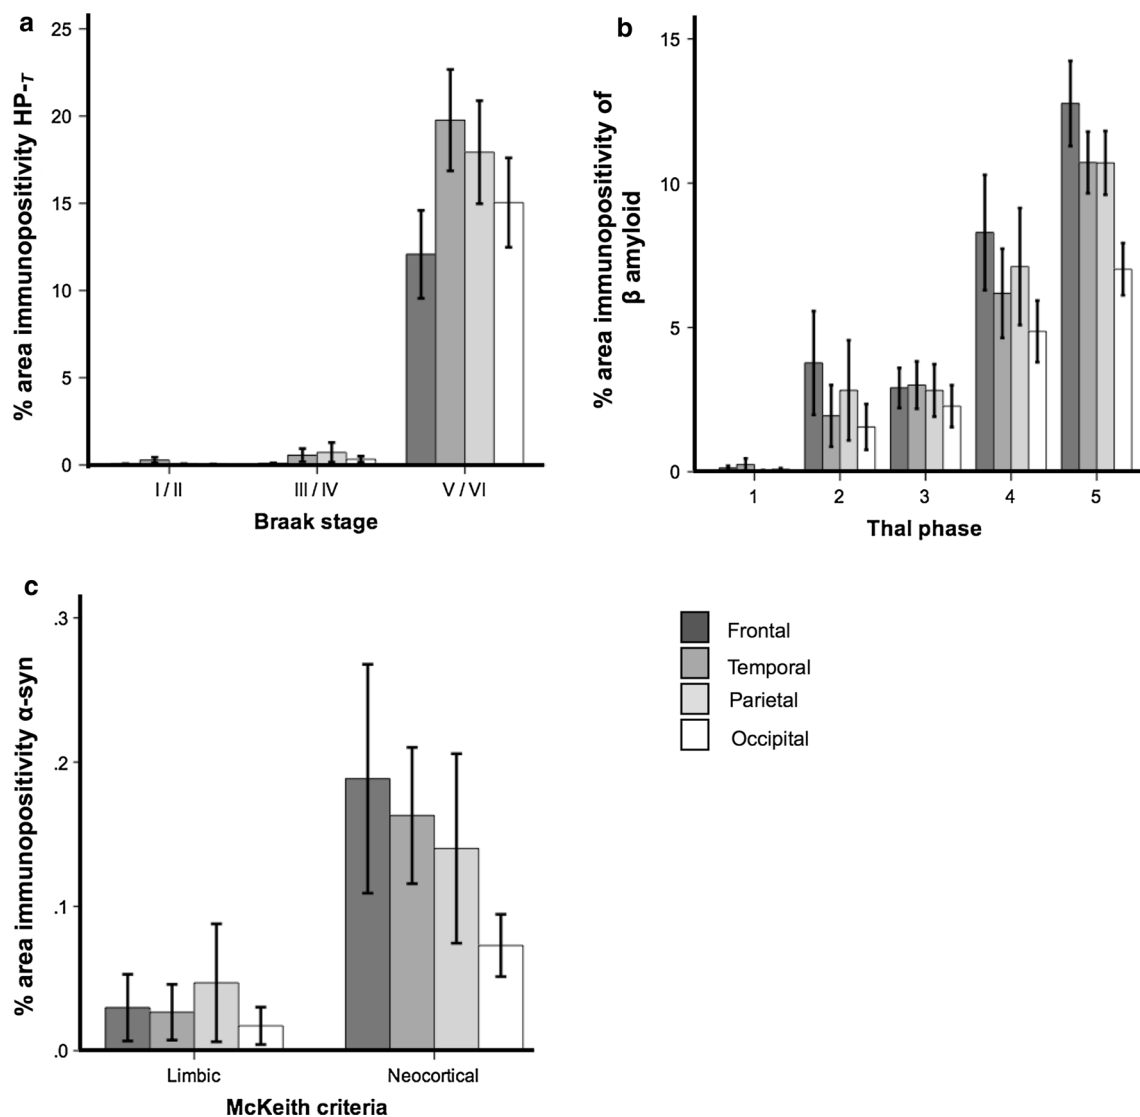 a
% area immunopositivity HP-τ
25
20
15
10
5
0
I / II
III / IV
V / VI
Braak stage
b
% area immunopositivity of
β amyloid
15
10
5
0
1
2
3
4
5
Thal phase
c
% area immunopositivity α-syn
.3
.2
.1
.0
Limbic
Neocortical
McKeith criteria
Frontal
Temporal
Parietal
Occipital